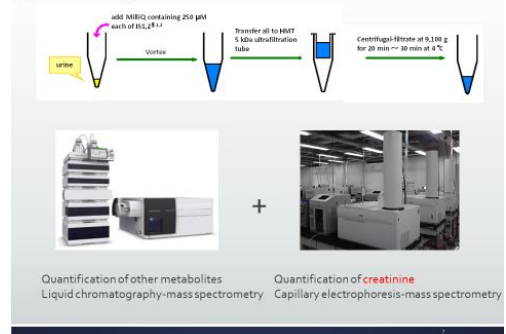 add MilliQ containing 250 µM
each of IS1,2
Vortex
urine
Transfer all to HMT
5 kDa ultrafiltration
tube
Centrifugal-filtrate at 9,100 g
for 20 min ～ 30 min at 4 ℃
+
Quantification of other metabolites
Liquid chromatography-mass spectrometry
Quantification of creatinine
Capillary electrophoresis-mass spectrometry